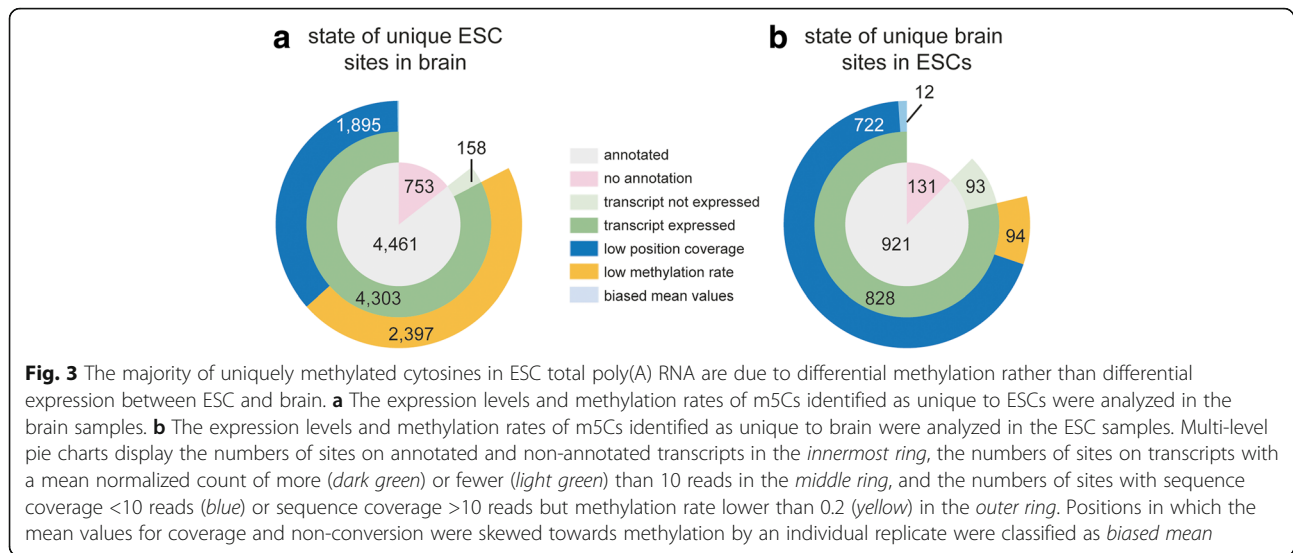 a state of unique ESC
sites in brain
b state of unique brain
sites in ESCs
1,895
753
158
4,461
4,303
2,397
annotated
no annotation
transcript not expressed
transcript expressed
low position coverage
low methylation rate
biased mean values
12
722
131
93
94
921
828
Fig. 3 The majority of uniquely methylated cytosines in ESC total poly(A) RNA are due to differential methylation rather than differential
expression between ESC and brain. a The expression levels and methylation rates of m5Cs identified as unique to ESCs were analyzed in the
brain samples. b The expression levels and methylation rates of m5Cs identified as unique to brain were analyzed in the ESC samples. Multi-level
pie charts display the numbers of sites on annotated and non-annotated transcripts in the innermost ring, the numbers of sites on transcripts with
a mean normalized count of more (dark green) or fewer (light green) than 10 reads in the middle ring, and the numbers of sites with sequence
coverage <10 reads (blue) or sequence coverage >10 reads but methylation rate lower than 0.2 (yellow) in the outer ring. Positions in which the
mean values for coverage and non-conversion were skewed towards methylation by an individual replicate were classified as biased mean